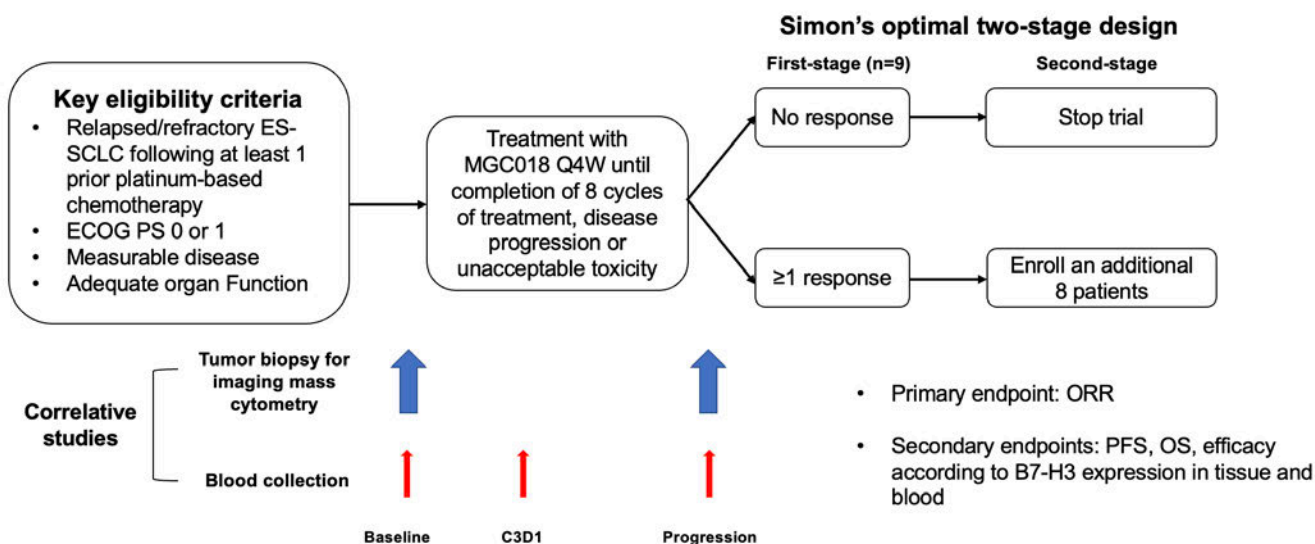 Simon's optimal two-stage design
First-stage (n=9)
Second-stage
Key eligibility criteria
• Relapsed/refractory ES-
SCLC following at least 1
prior platinum-based
chemotherapy
• ECOG PS 0 or 1
• Measurable disease
• Adequate organ Function
Treatment with
MGC018 Q4W until
completion of 8 cycles
of treatment, disease
progression or
unacceptable toxicity
No response
Stop trial
≥1 response
Enroll an additional
8 patients
Correlative
studies
Tumor biopsy for
imaging mass
cytometry
Blood collection
Baseline
C3D1
Progression
• Primary endpoint: ORR
• Secondary endpoints: PFS, OS, efficacy
according to B7-H3 expression in tissue and
blood